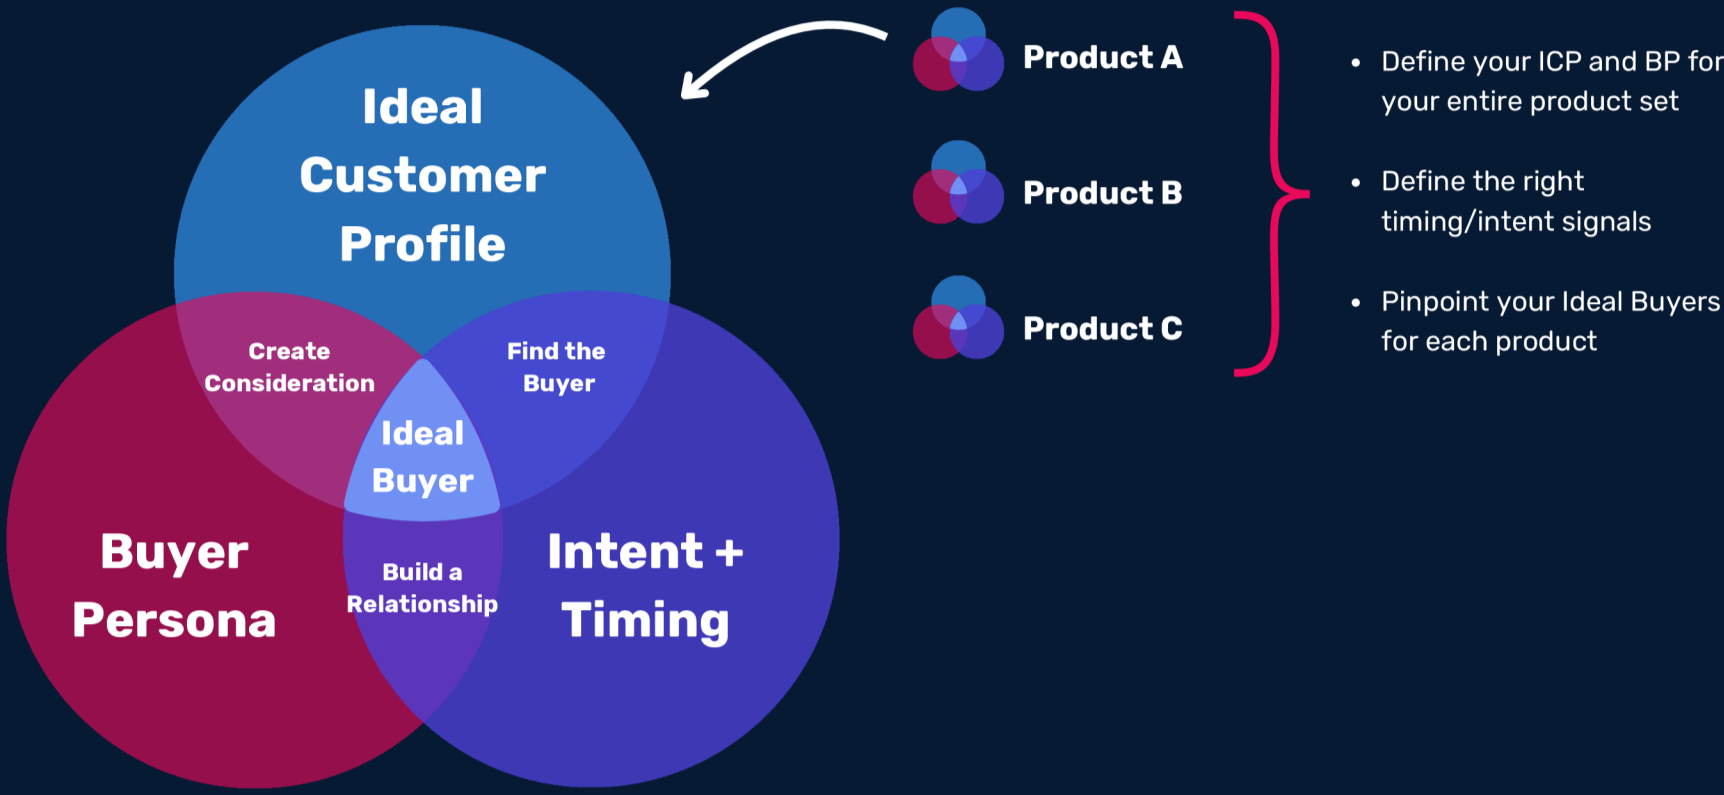 Ideal
Customer
Profile
Create
Consideration
Find the
Buyer
Ideal
Buyer
Buyer
Persona
Build a
Relationship
Intent +
Timing
Product A
Product B
Product C
• Define your ICP and BP for
your entire product set
• Define the right
timing/intent signals
• Pinpoint your Ideal Buyers
for each product